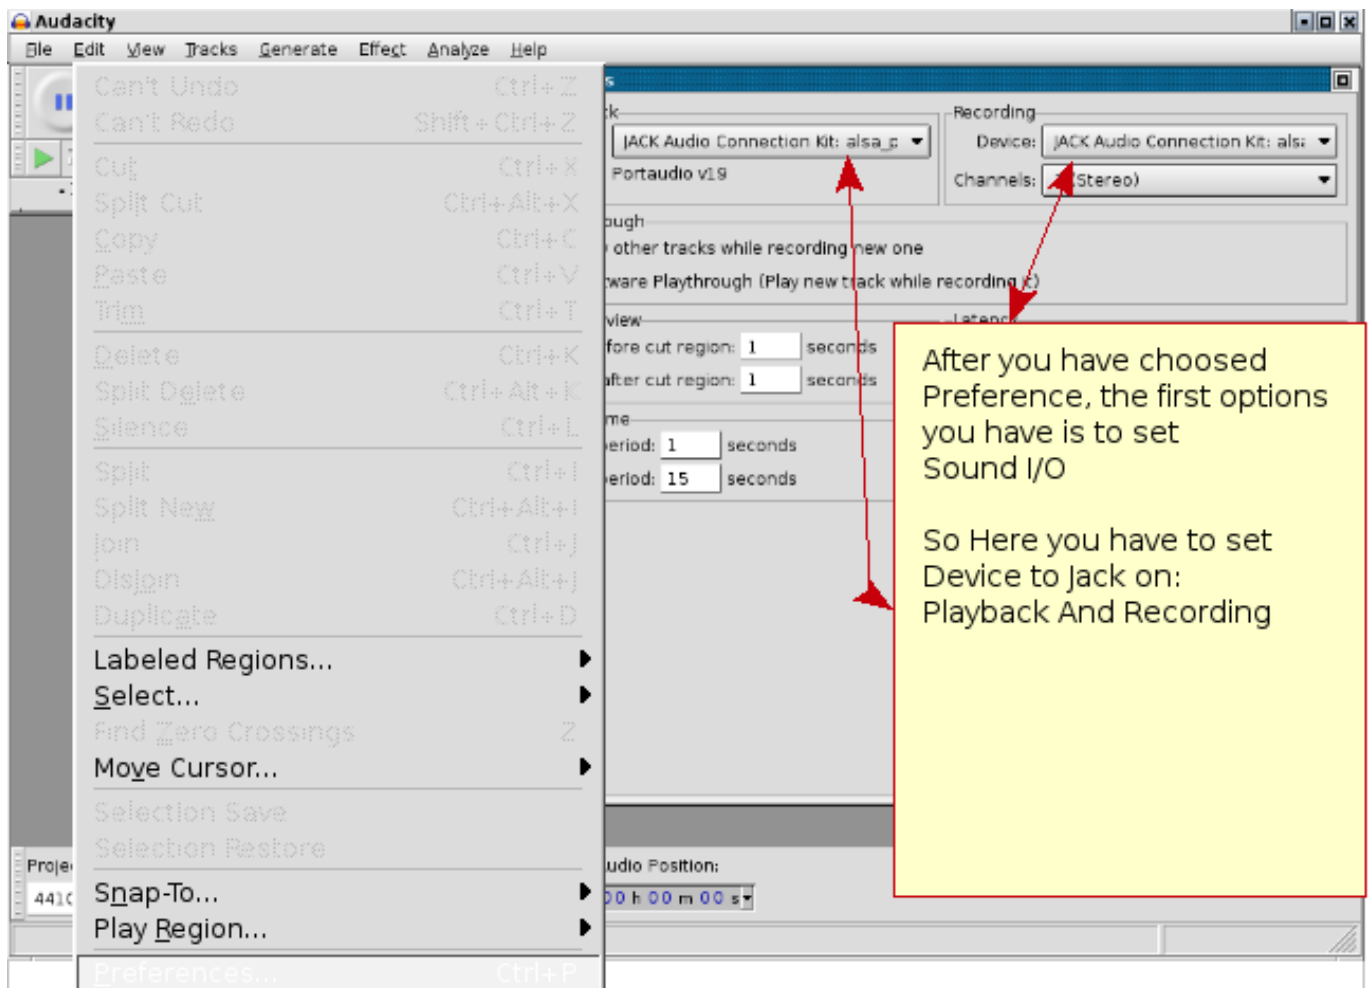 Audacity
File Edit View Tracks Generate Effect Analyze Help
Can't Undo Ctrl+Z
Can't Redo Shift+Ctrl+Z
Cut Ctrl+X
Split Cut Ctrl+Alt+X
Copy Ctrl+C
Paste Ctrl+V
Trim Ctrl+T
Delete Ctrl+K
Split Delete Ctrl+Alt+K
Silence Ctrl+L
Split Ctrl+I
Split New Ctrl+Alt+I
Join Ctrl+J
Disjoin Ctrl+Alt+J
Duplicate Ctrl+D
Labeled Regions...
Select...
Find Zero Crossings Z
Move Cursor...
Selection Save
Selection Restore
Snap-To...
Play Region...
Preferences... Ctrl+P
Recording
JACK Audio Connection Kit: alsa_p
Device: JACK Audio Connection Kit: als
Portaudio v19
Channels: (Stereo)
other tracks while recording new one
Playthrough (Play new track while recording it)
Latency
cut region: 1 seconds
after cut region: 1 seconds
period: 1 seconds
period: 15 seconds
After you have choosed
Preference, the first options
you have is to set
Sound I/O
So Here you have to set
Device to Jack on:
Playback And Recording
Audio Position:
00 h 00 m 00 s